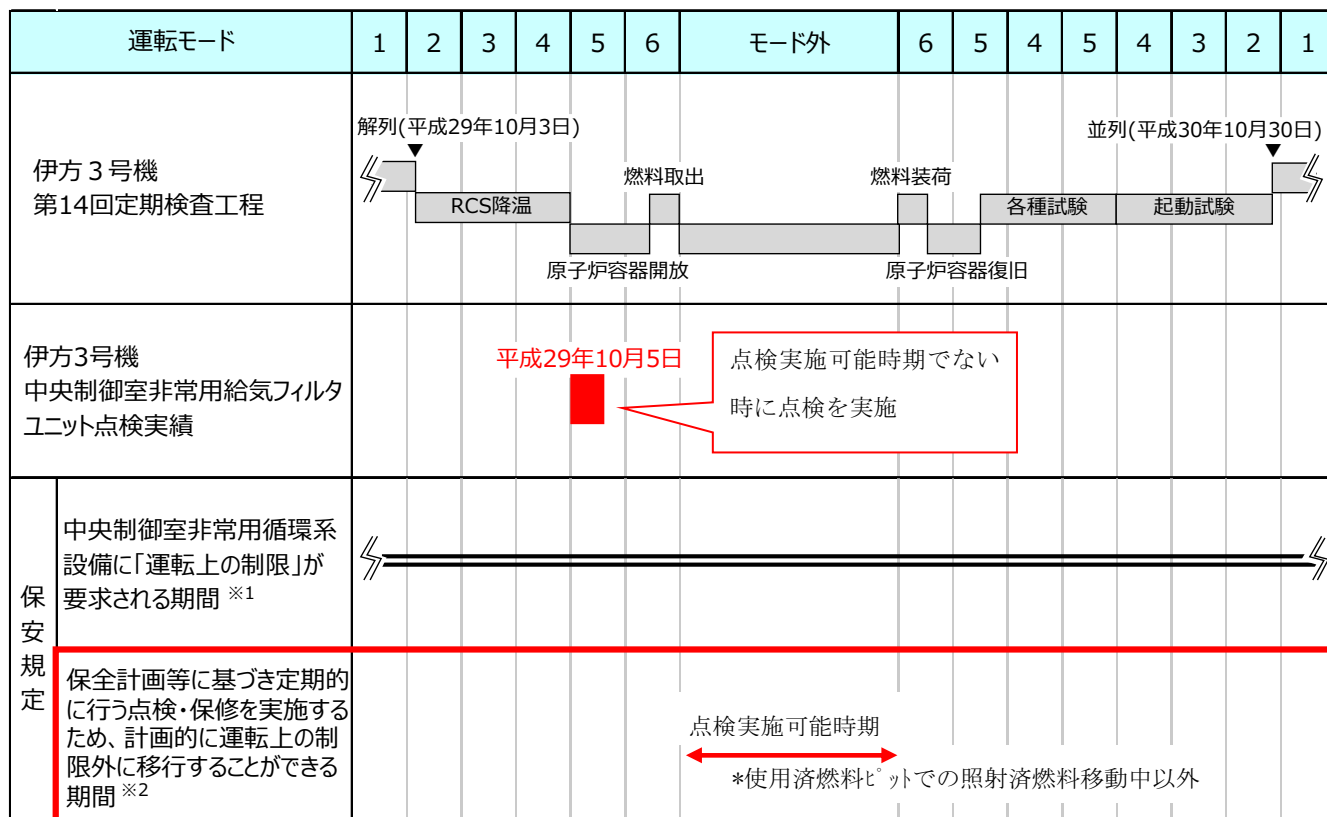 運転モード 1 2 3 4 5 6 モード外 6 5 4 5 4 3 2 1
伊方３号機
第14回定期検査工程
解列(平成29年10月3日)
並列(平成30年10月30日)
燃料取出
燃料装荷
RCS降温
各種試験
起動試験
原子炉容器開放
原子炉容器復旧
伊方3号機
中央制御室非常用給気フィルタ
ユニット点検実績
平成29年10月5日
点検実施可能時期でない
時に点検を実施
保安規定
中央制御室非常用循環系
設備に「運転上の制限」が
要求される期間 ※1
保全計画等に基づき定期的
に行う点検・保修を実施する
ため、計画的に運転上の制
限外に移行することができる
期間 ※2
点検実施可能時期
*使用済燃料ﾋﾟｯﾄでの照射済燃料移動中以外